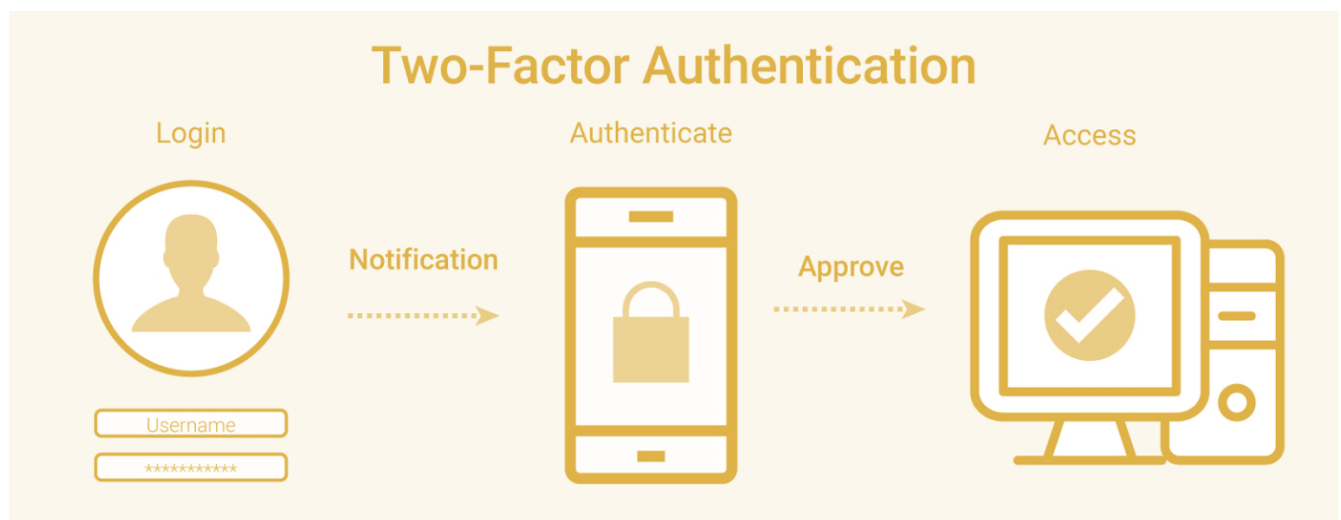 Two-Factor Authentication
Login
Authenticate
Access
Notification
Approve
Username
***********